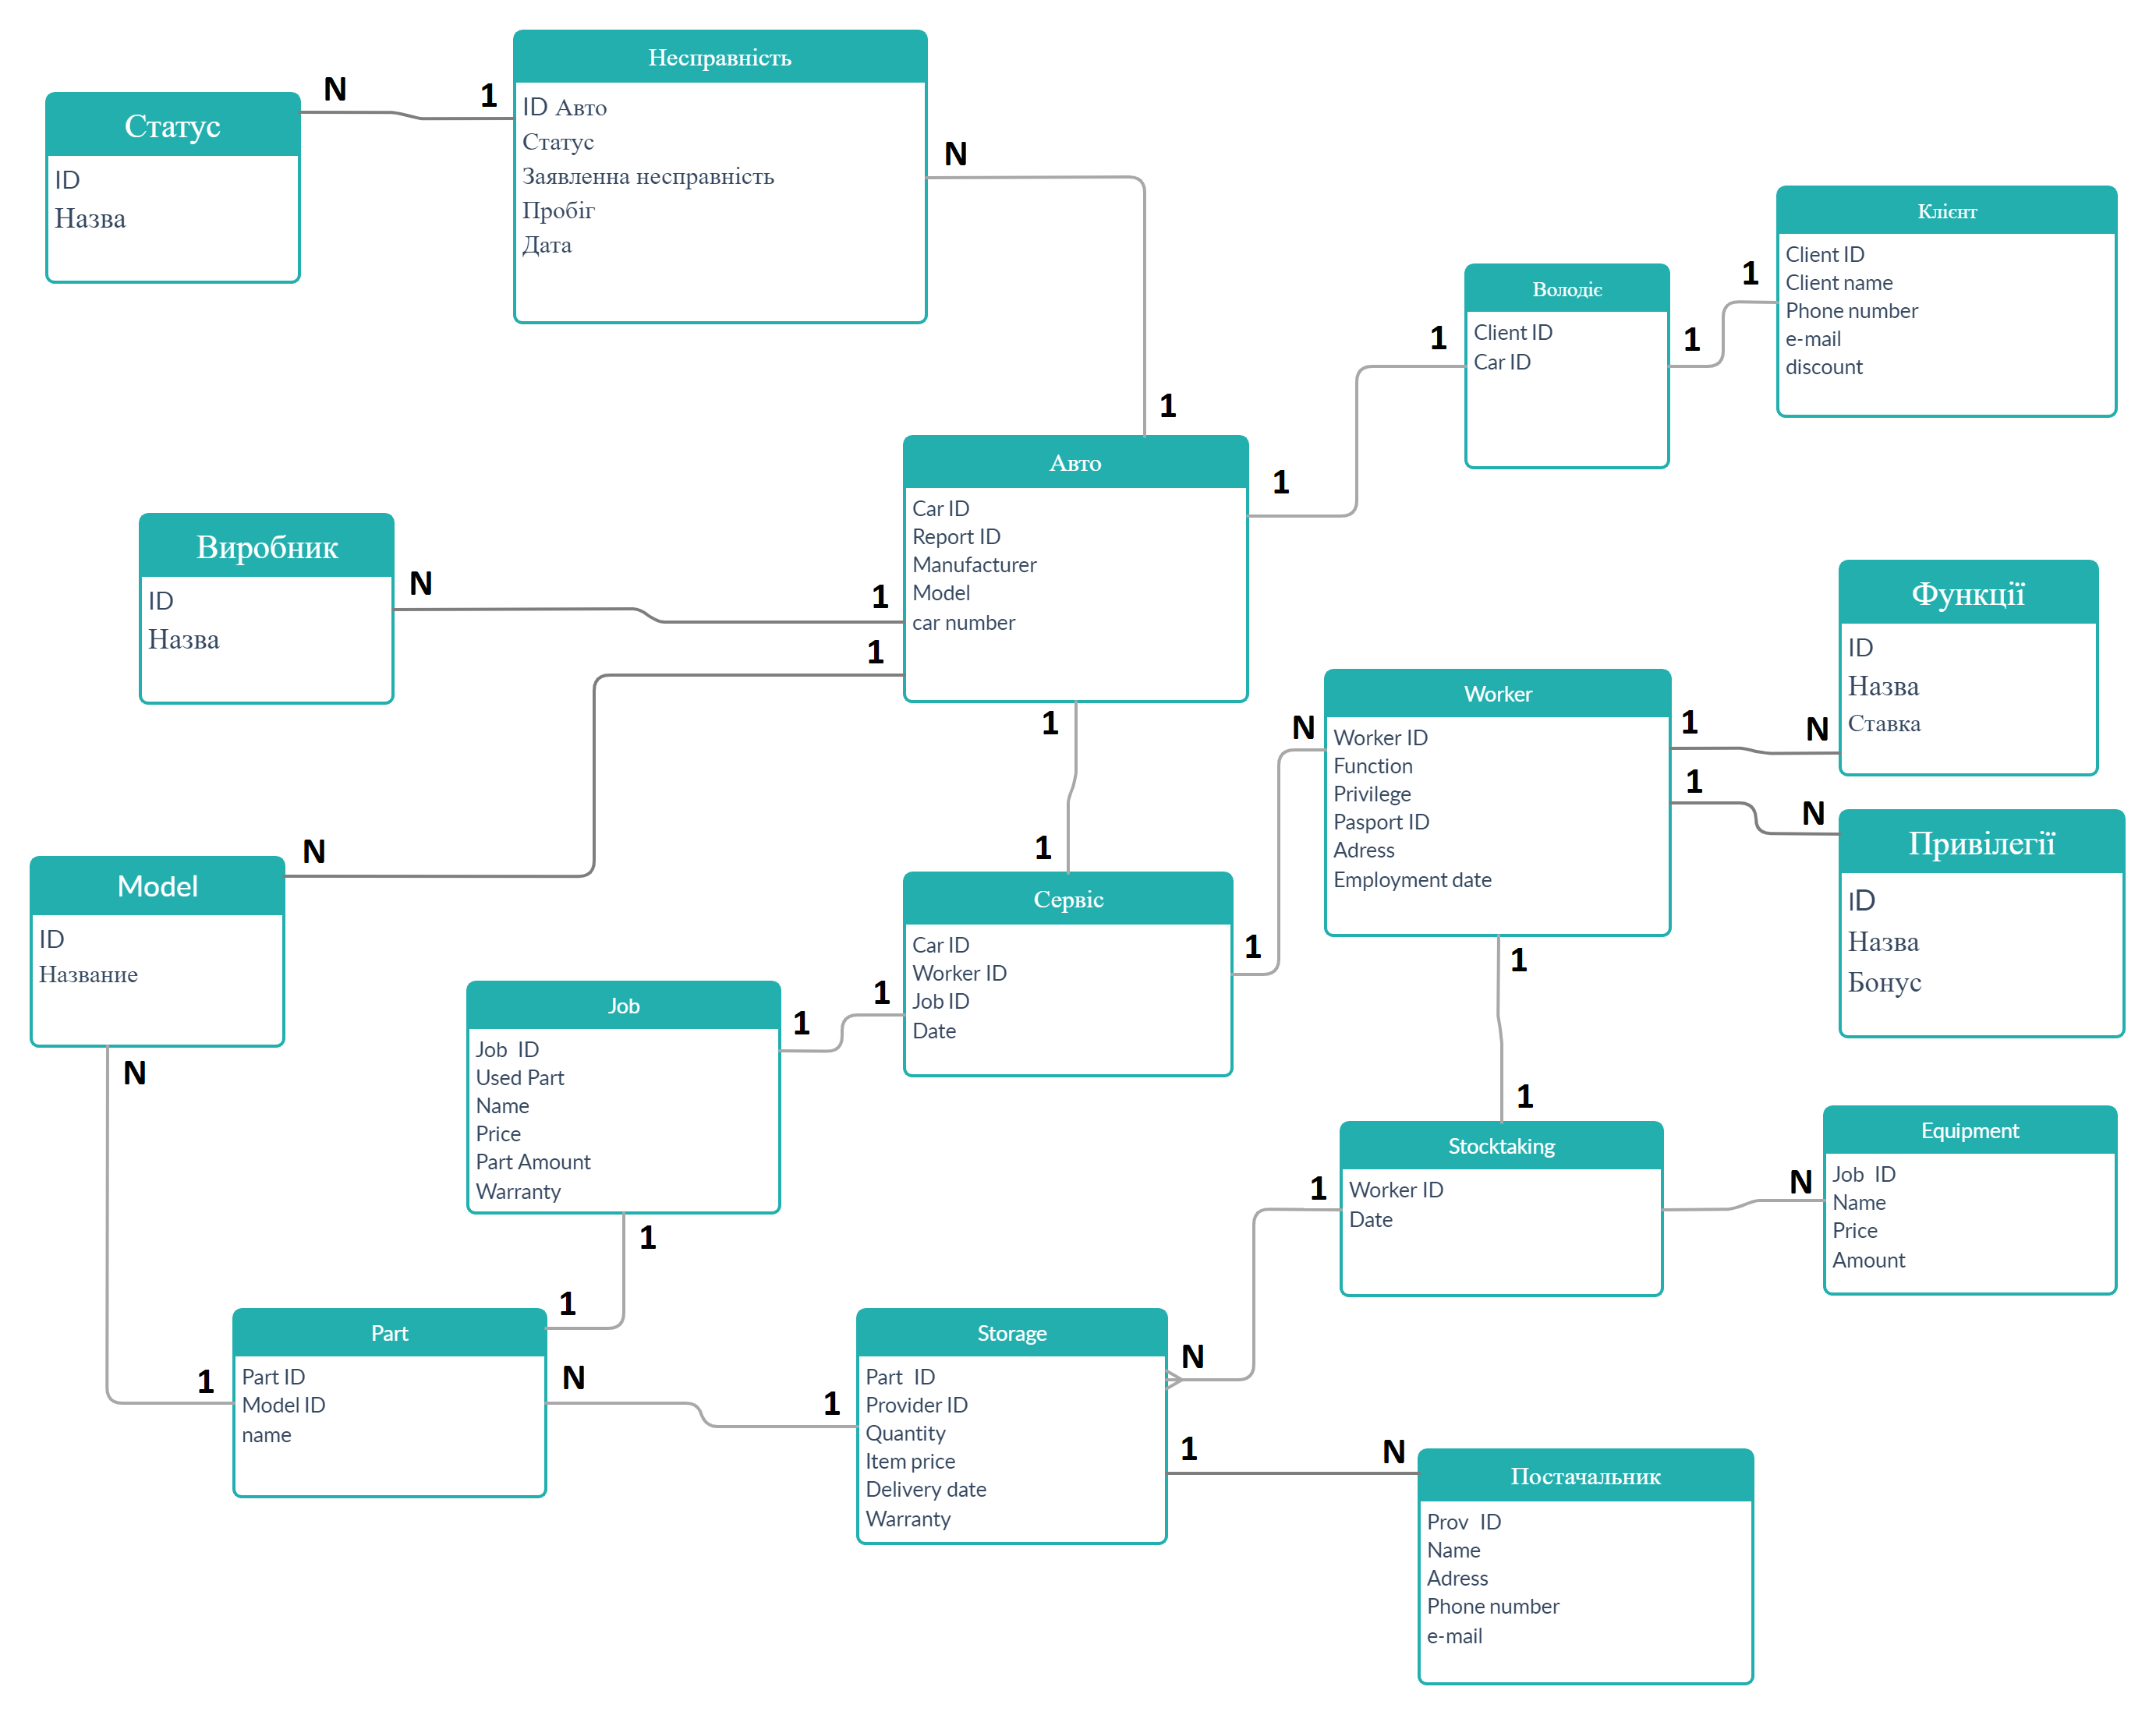 Несправність
ID Авто
Статус
Заявленна несправність
Пробіг
Дата
N
1
Статус
ID
Назва
N
1
Клієнт
Client ID
Client name
Phone number
e-mail
discount
1
1
Володіє
Client ID
Car ID
1
1
Авто
Car ID
Report ID
Manufacturer
Model
car number
Виробник
ID
Назва
N
1
1
N
Model
ID
Название
N
1
1
Сервіс
Car ID
Worker ID
Job ID
Date
N
1
Worker
Worker ID
Function
Privilege
Pasport ID
Adress
Employment date
1
N
1
N
Функції
ID
Назва
Ставка
Привілегії
ID
Назва
Бонус
Job
Job ID
Used Part
Name
Price
Part Amount
Warranty
1
1
1
1
1
1
Stocktaking
Worker ID
Date
1
N
Equipment
Job ID
Name
Price
Amount
Part
Part ID
Model ID
name
1
N
1
Storage
Part ID
Provider ID
Quantity
Item price
Delivery date
Warranty
N
1
N
Постачальник
Prov ID
Name
Adress
Phone number
e-mail